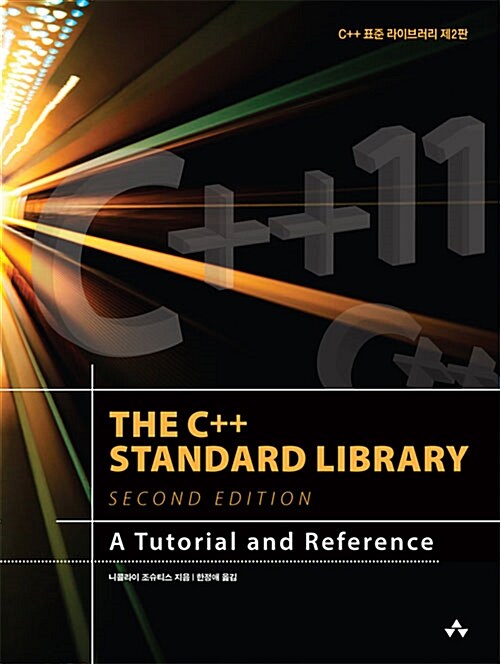 C++ 표준 라이브러리 제2판
C++11
C++
THE C++
STANDARD LIBRARY
SECOND EDITION
A Tutorial and Reference
니콜라이 조슈티스 지음 | 한정애 옮김